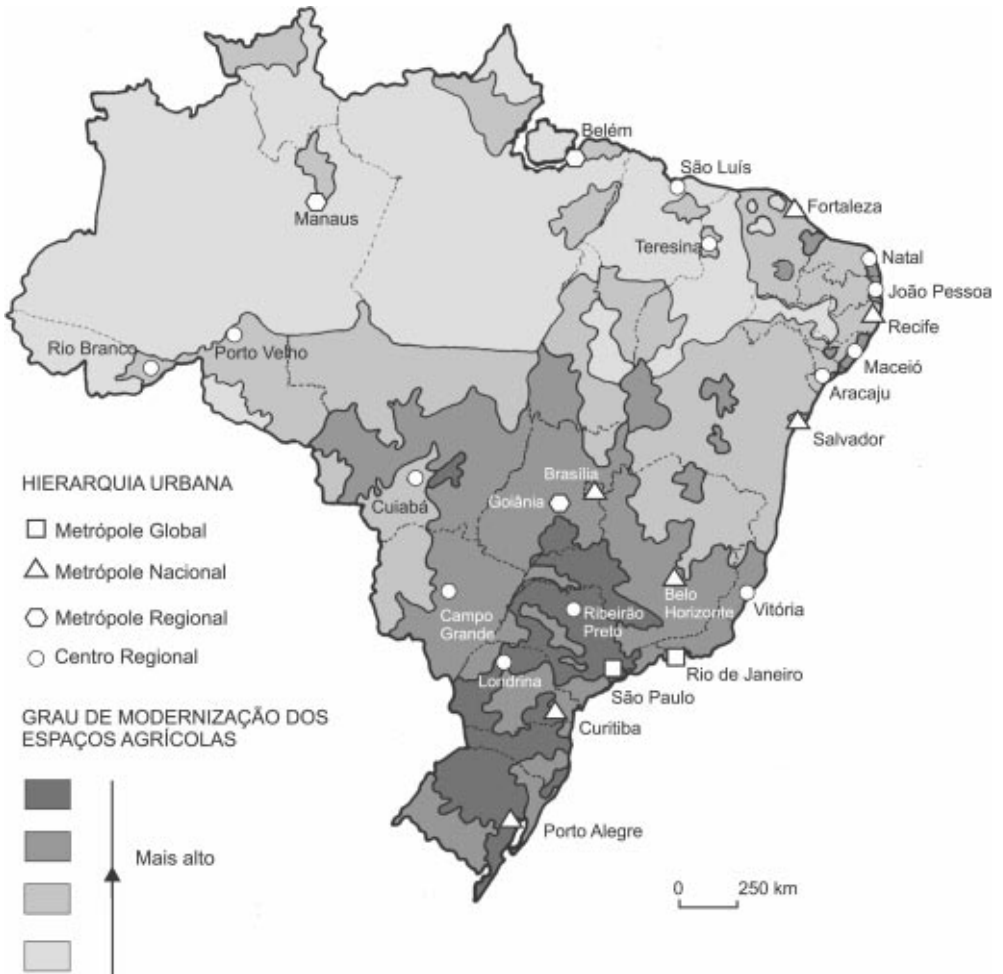 Belém
São Luís
Fortaleza
Manaus
Teresina
Natal
João Pessoa
Recife
Rio Branco
Porto Velho
Maceió
Aracaju
Salvador
HIERARQUIA URBANA
Metrópole Global
Metrópole Nacional
Metrópole Regional
Centro Regional
Brasília
Cuiabá
Goiânia
Campo
Grande
Ribeirão
Preto
Belo
Horizonte
Vitória
Londrina
São Paulo
Rio de Janeiro
Curitiba
Porto Alegre
GRAU DE MODERNIZAÇÃO DOS
ESPAÇOS AGRÍCOLAS
Mais alto
0 250 km